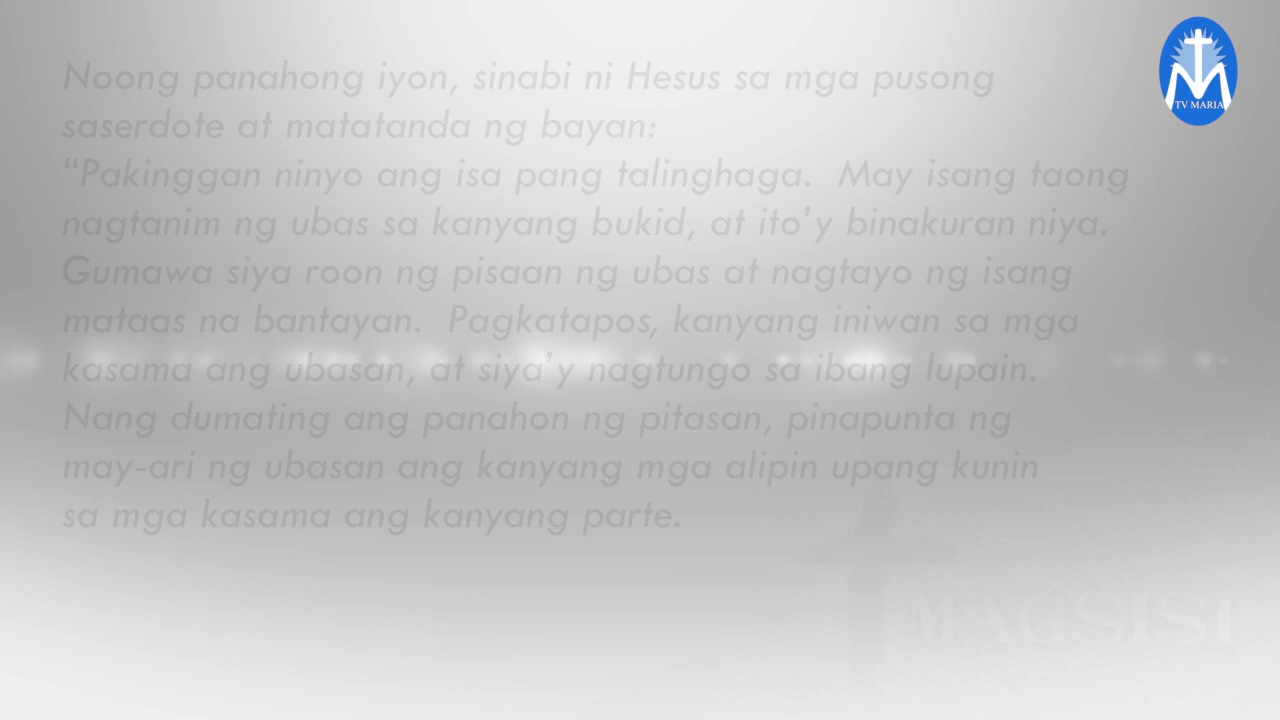 Noong panahong iyon, sinabi ni Hesus sa mga pusong
saserdote at matatanda ng bayan:
“Pakinggan ninyo ang isa pang talinghaga.  May isang taong
nagtanim ng ubas sa kanyang bukid, at ito’y binakuran niya.
Gumawa siya roon ng pisaan ng ubas at nagtayo ng isang
mataas na bantayan.  Pagkatapos, kanyang iniwan sa mga
kasama ang ubasan, at siya’y nagtungo sa ibang lupain.
Nang dumating ang panahon ng pitasan, pinapunta ng
may-ari ng ubasan ang kanyang mga alipin upang kunin
sa mga kasama ang kanyang parte.
MAGSISI
TV MARIA